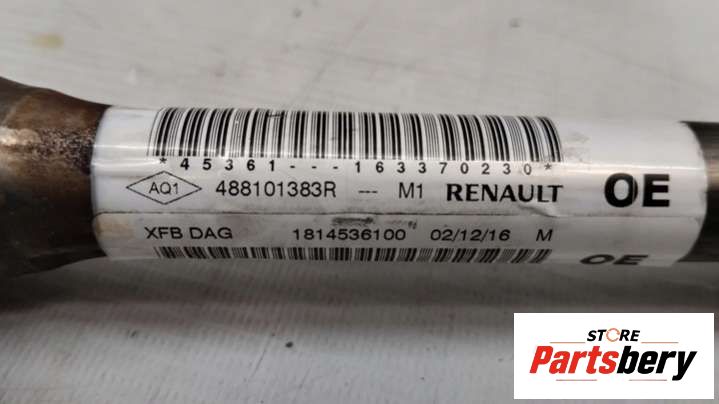 *45361---163370230*
AQ1 488101383R --- M1 RENAULT OE
XFB DAG 1814536100 02/12/16 M
OE
STORE
Partsbery